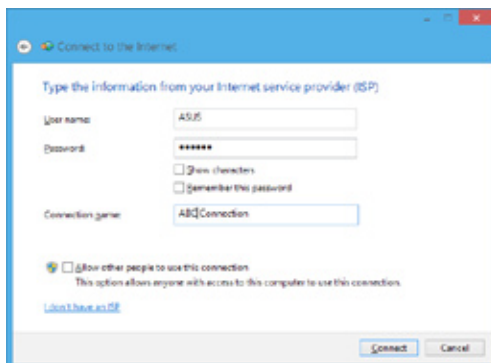 Connect to the Internet
Type the information from your Internet service provider (ISP)
User name:
ASUS
Password:
••••••
Show characters
Remember this password
Connection name:
ABC Connection
Allow other people to use this connection
This option allows anyone with access to this computer to use this connection.
I don't have an ISP
Connect
Cancel